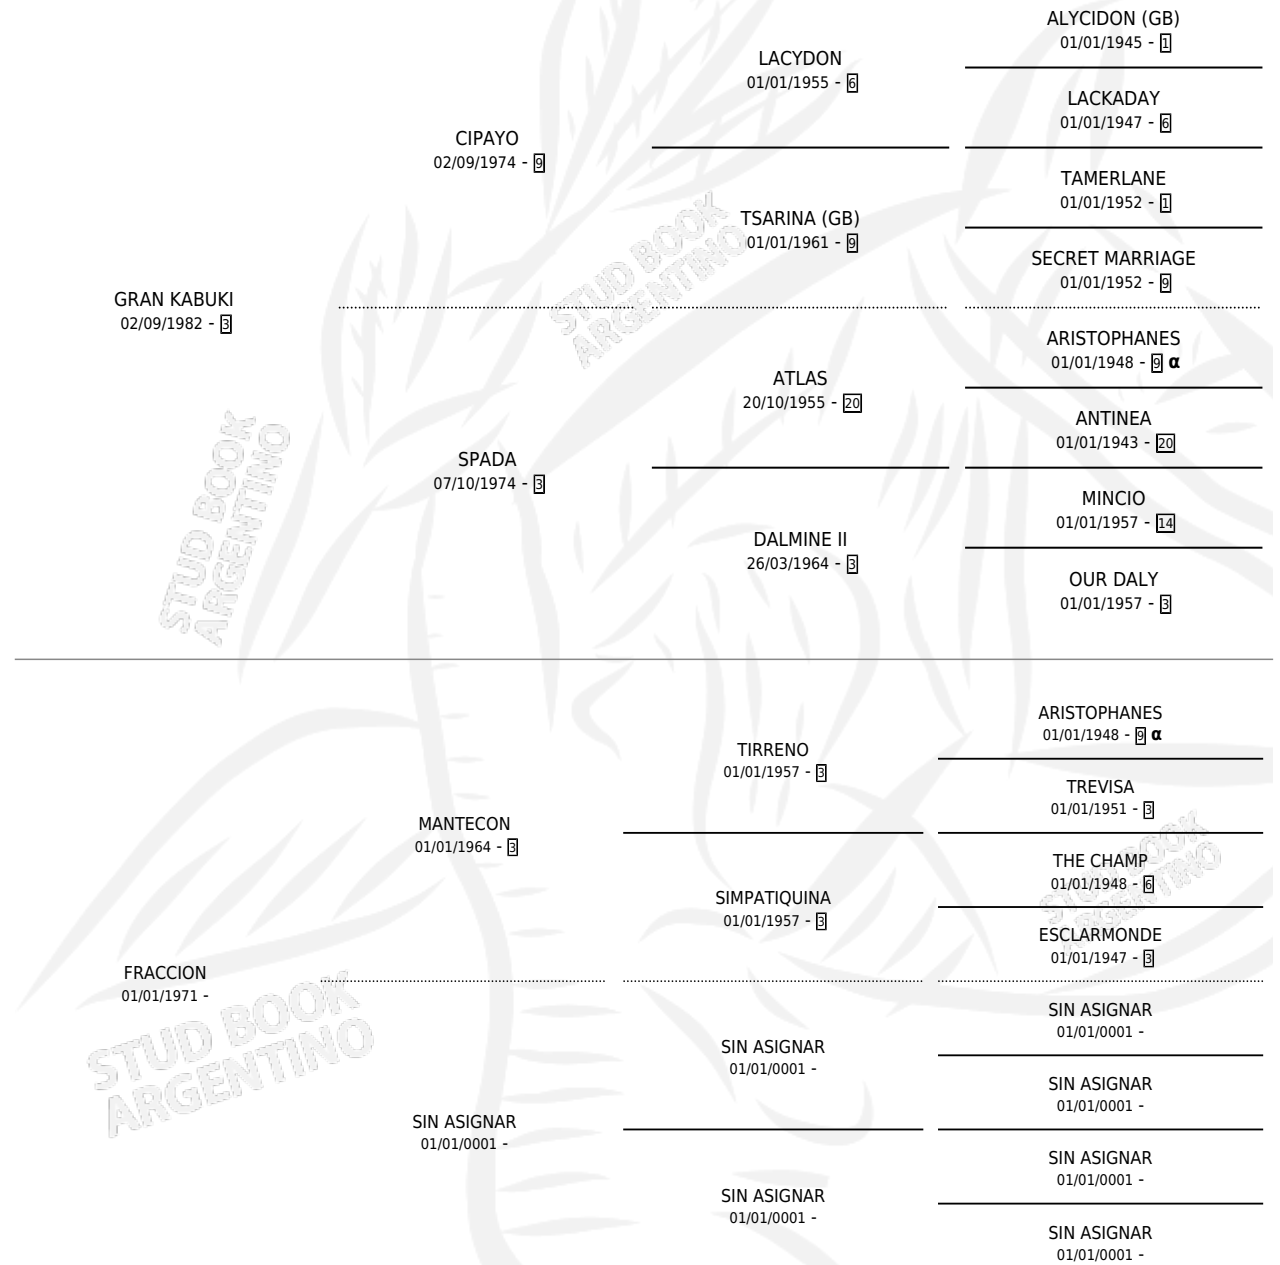 ALYCIDON (GB)
01/01/1945 - 1
LACYDON
01/01/1955 - 6
LACKADAY
01/01/1947 - 6
CIPAYO
02/09/1974 - 9
TAMERLANE
01/01/1952 - 1
TSARINA (GB)
01/01/1961 - 9
SECRET MARRIAGE
01/01/1952 - 9
GRAN KABUKI
02/09/1982 - 3
ARISTOPHANES
01/01/1948 - 9 α
ATLAS
20/10/1955 - 20
ANTINEA
01/01/1943 - 20
SPADA
07/10/1974 - 3
MINCIO
01/01/1957 - 14
DALMINE II
26/03/1964 - 3
OUR DALY
01/01/1957 - 3
ARISTOPHANES
01/01/1948 - 9 α
TIRRENO
01/01/1957 - 3
TREVISA
01/01/1951 - 3
MANTECON
01/01/1964 - 3
THE CHAMP
01/01/1948 - 6
SIMPATIQUINA
01/01/1957 - 3
ESCLARMONDE
01/01/1947 - 3
FRACCION
01/01/1971 -
SIN ASIGNAR
01/01/0001 -
SIN ASIGNAR
01/01/0001 -
SIN ASIGNAR
01/01/0001 -
SIN ASIGNAR
01/01/0001 -
SIN ASIGNAR
01/01/0001 -
SIN ASIGNAR
01/01/0001 -
SIN ASIGNAR
01/01/0001 -
STUD BOOK
ARGENTINO
STUD BOOK
ARGENTINO
STUD BOOK
ARGENTINO
STUD BOOK
ARGENTINO